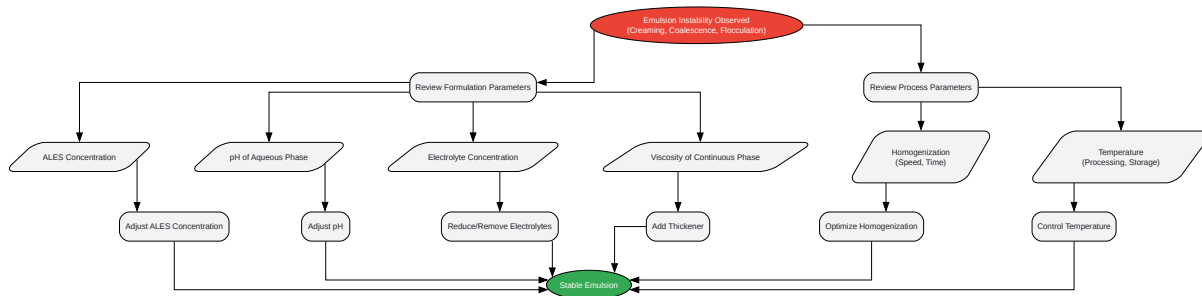 Emulsion Instability Observed
(Creaming, Coalescence, Flocculation)
Review Formulation Parameters
Review Process Parameters
ALES Concentration
pH of Aqueous Phase
Electrolyte Concentration
Viscosity of Continuous Phase
Homogenization
(Speed, Time)
Temperature
(Processing, Storage)
Adjust ALES Concentration
Adjust pH
Reduce/Remove Electrolytes
Add Thickener
Optimize Homogenization
Control Temperature
Stable Emulsion